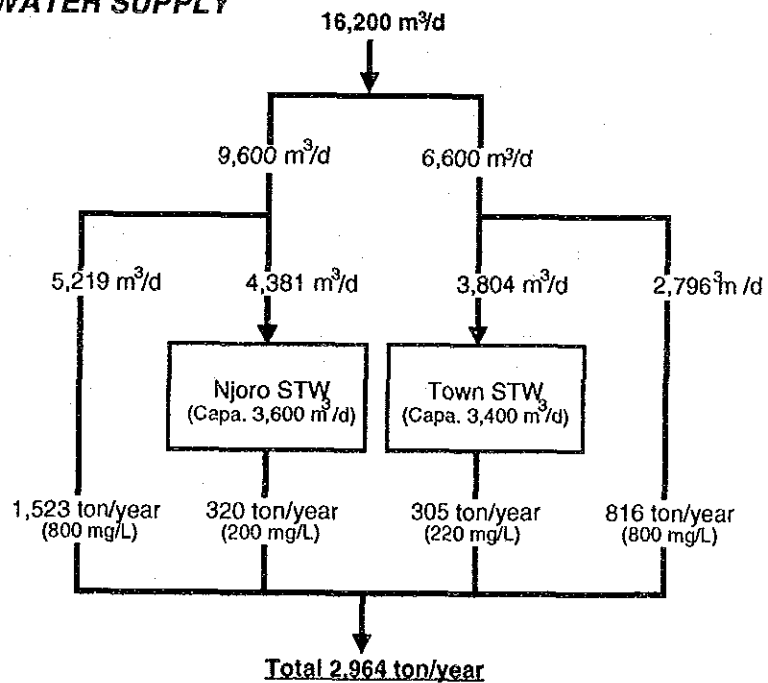 WATER SUPPLY
16,200 m³/d
9,600 m³/d 6,600 m³/d
5,219 m³/d 4,381 m³/d 3,804 m³/d 2,796³m /d
Njoro STW
(Capa. 3,600 m³/d)
Town STW
(Capa. 3,400 m³/d)
1,523 ton/year 320 ton/year 305 ton/year 816 ton/year
(800 mg/L) (200 mg/L) (220 mg/L) (800 mg/L)
Total 2,964 ton/year